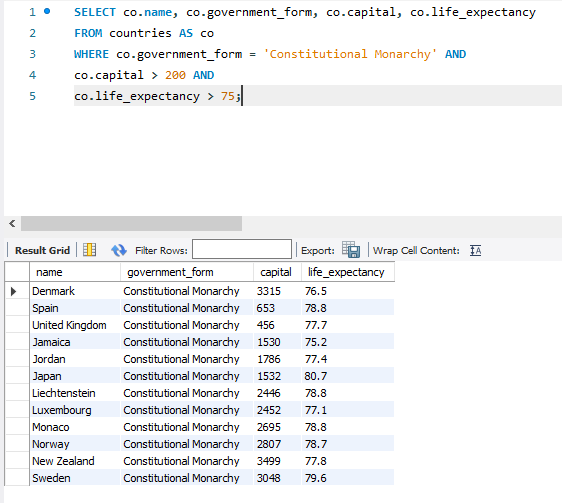 1 SELECT co.name, co.government_form, co.capital, co.life_expectancy
2 FROM countries AS co
3 WHERE co.government_form = 'Constitutional Monarchy' AND
4 co.capital > 200 AND
5 co.life_expectancy > 75;
Result Grid Filter Rows: Export: Wrap Cell Content: IA
name government_form capital life_expectancy
Denmark Constitutional Monarchy 3315 76.5
Spain Constitutional Monarchy 653 78.8
United Kingdom Constitutional Monarchy 456 77.7
Jamaica Constitutional Monarchy 1530 75.2
Jordan Constitutional Monarchy 1786 77.4
Japan Constitutional Monarchy 1532 80.7
Liechtenstein Constitutional Monarchy 2446 78.8
Luxembourg Constitutional Monarchy 2452 77.1
Monaco Constitutional Monarchy 2695 78.8
Norway Constitutional Monarchy 2807 78.7
New Zealand Constitutional Monarchy 3499 77.8
Sweden Constitutional Monarchy 3048 79.6